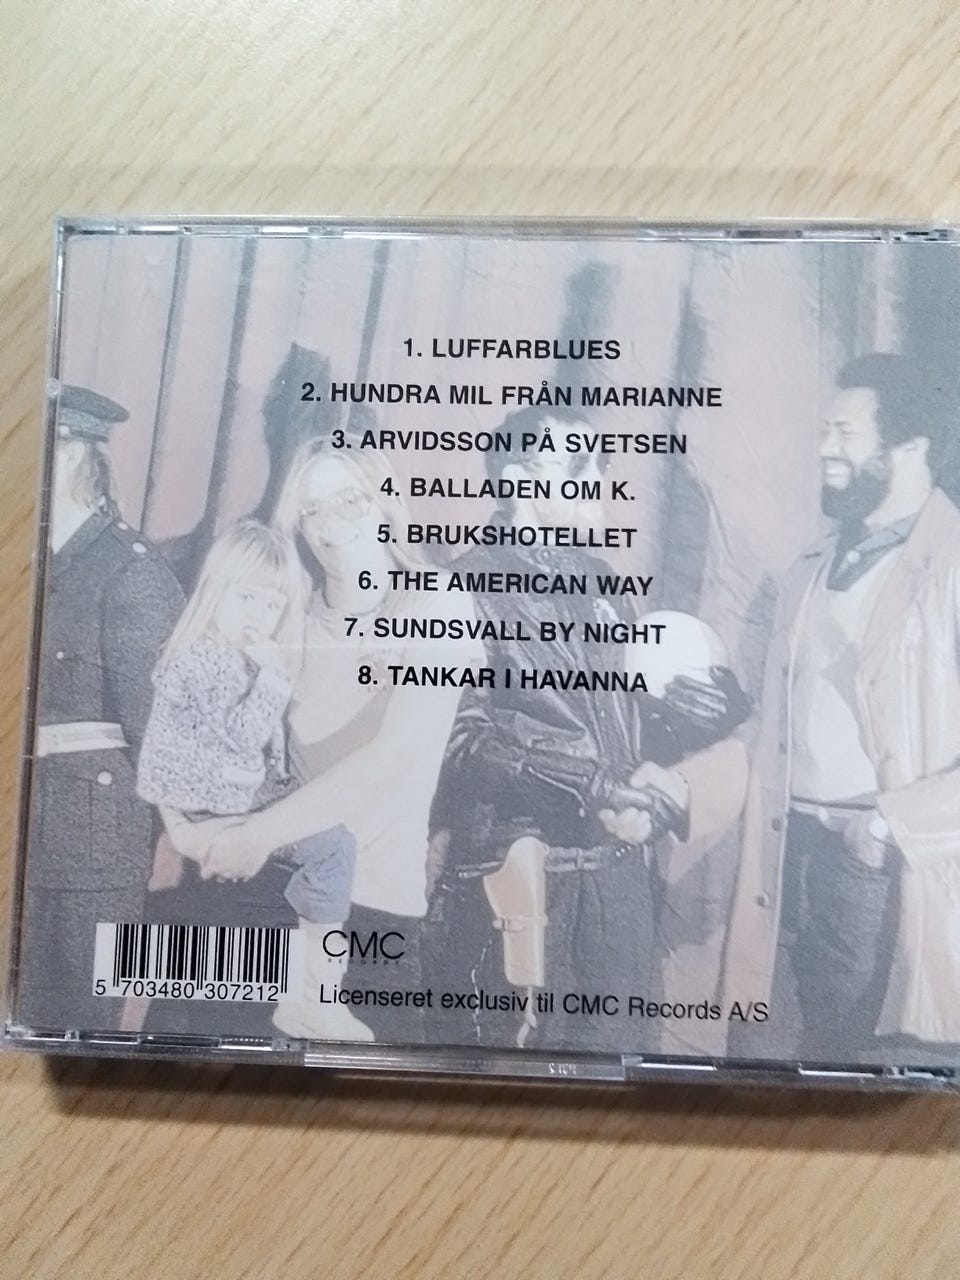 1. LUFFARBLUES
2. HUNDRA MIL FRÅN MARIANNE
3. ARVIDSSON PÅ SVETSEN
4. BALLADEN OM K.
5. BRUKSHOTELLET
6. THE AMERICAN WAY
7. SUNDSVALL BY NIGHT
8. TANKAR I HAVANNA
CMC
RECORDS
5 703480 307212
Licenseret exclusiv til CMC Records A/S